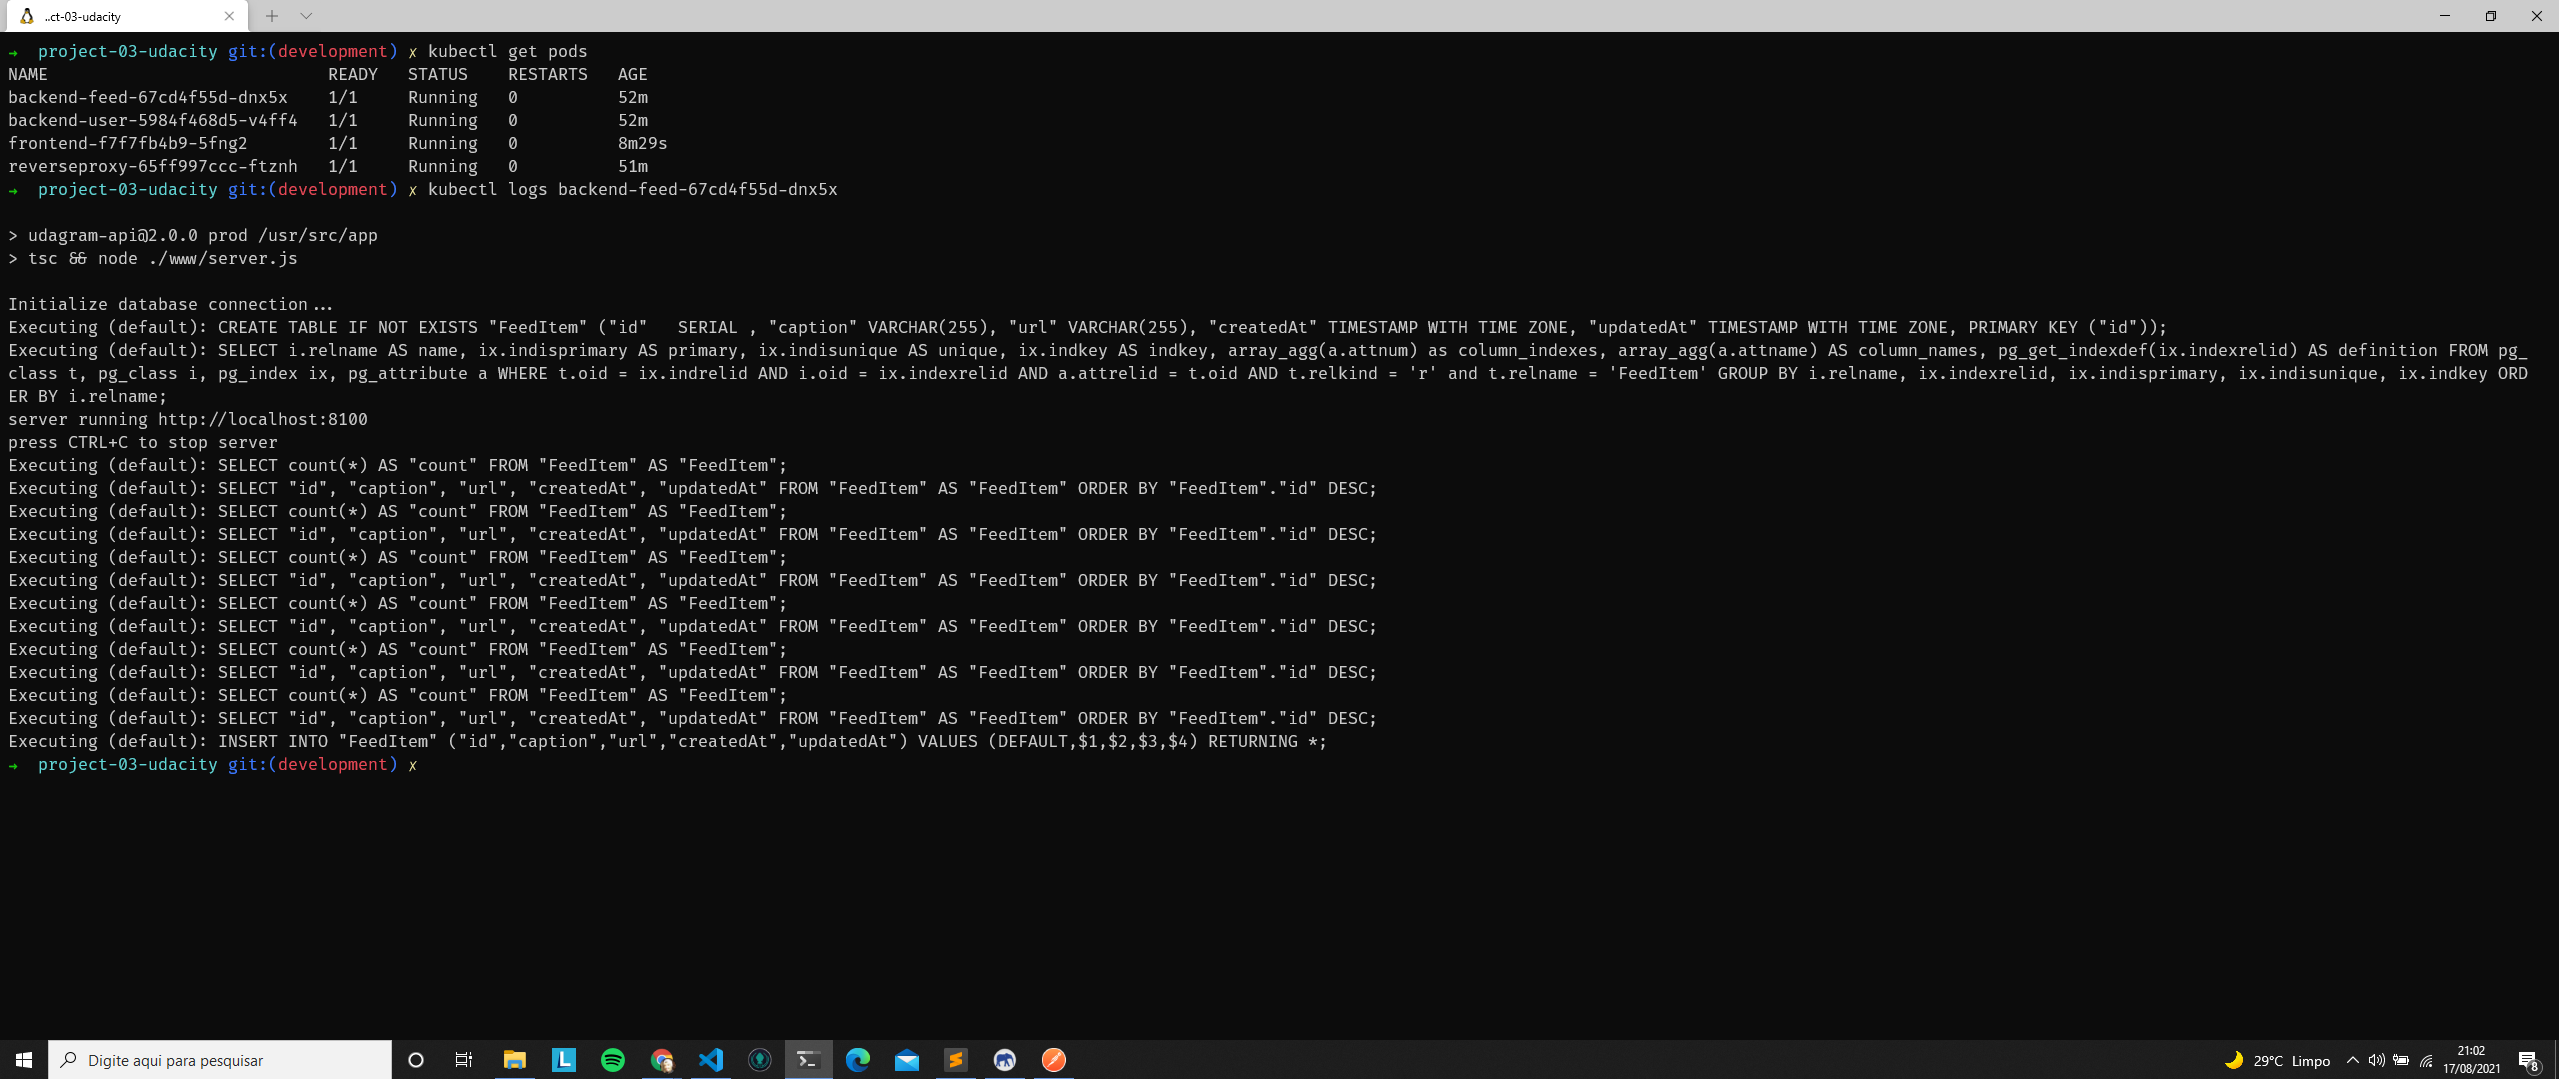 ..ct-03-udacity
→ project-03-udacity git:(development) ✗ kubectl get pods
NAME READY STATUS RESTARTS AGE
backend-feed-67cd4f55d-dnx5x 1/1 Running 0 52m
backend-user-5984f468d5-v4ff4 1/1 Running 0 52m
frontend-f7f7fb4b9-5fng2 1/1 Running 0 8m29s
reverseproxy-65ff997ccc-ftznh 1/1 Running 0 51m
→ project-03-udacity git:(development) ✗ kubectl logs backend-feed-67cd4f55d-dnx5x
> udagram-api@2.0.0 prod /usr/src/app
> tsc && node ./www/server.js
Initialize database connection...
Executing (default): CREATE TABLE IF NOT EXISTS "FeedItem" ("id" SERIAL , "caption" VARCHAR(255), "url" VARCHAR(255), "createdAt" TIMESTAMP WITH TIME ZONE, "updatedAt" TIMESTAMP WITH TIME ZONE, PRIMARY KEY ("id"));
Executing (default): SELECT i.relname AS name, ix.indisprimary AS primary, ix.indisunique AS unique, ix.indkey AS indkey, array_agg(a.attnum) as column_indexes, array_agg(a.attname) AS column_names, pg_get_indexdef(ix.indexrelid) AS definition FROM pg_
class t, pg_class i, pg_index ix, pg_attribute a WHERE t.oid = ix.indrelid AND i.oid = ix.indexrelid AND a.attrelid = t.oid AND t.relkind = 'r' and t.relname = 'FeedItem' GROUP BY i.relname, ix.indexrelid, ix.indisprimary, ix.indisunique, ix.indkey ORD
ER BY i.relname;
server running http://localhost:8100
press CTRL+C to stop server
Executing (default): SELECT count(*) AS "count" FROM "FeedItem" AS "FeedItem";
Executing (default): SELECT "id", "caption", "url", "createdAt", "updatedAt" FROM "FeedItem" AS "FeedItem" ORDER BY "FeedItem"."id" DESC;
Executing (default): SELECT count(*) AS "count" FROM "FeedItem" AS "FeedItem";
Executing (default): SELECT "id", "caption", "url", "createdAt", "updatedAt" FROM "FeedItem" AS "FeedItem" ORDER BY "FeedItem"."id" DESC;
Executing (default): SELECT count(*) AS "count" FROM "FeedItem" AS "FeedItem";
Executing (default): SELECT "id", "caption", "url", "createdAt", "updatedAt" FROM "FeedItem" AS "FeedItem" ORDER BY "FeedItem"."id" DESC;
Executing (default): SELECT count(*) AS "count" FROM "FeedItem" AS "FeedItem";
Executing (default): SELECT "id", "caption", "url", "createdAt", "updatedAt" FROM "FeedItem" AS "FeedItem" ORDER BY "FeedItem"."id" DESC;
Executing (default): SELECT count(*) AS "count" FROM "FeedItem" AS "FeedItem";
Executing (default): SELECT "id", "caption", "url", "createdAt", "updatedAt" FROM "FeedItem" AS "FeedItem" ORDER BY "FeedItem"."id" DESC;
Executing (default): SELECT count(*) AS "count" FROM "FeedItem" AS "FeedItem";
Executing (default): SELECT "id", "caption", "url", "createdAt", "updatedAt" FROM "FeedItem" AS "FeedItem" ORDER BY "FeedItem"."id" DESC;
Executing (default): INSERT INTO "FeedItem" ("id","caption","url","createdAt","updatedAt") VALUES (DEFAULT,$1,$2,$3,$4) RETURNING *;
→ project-03-udacity git:(development) ✗
Digite aqui para pesquisar
L
29°C Limpo
21:02
17/08/2021
8